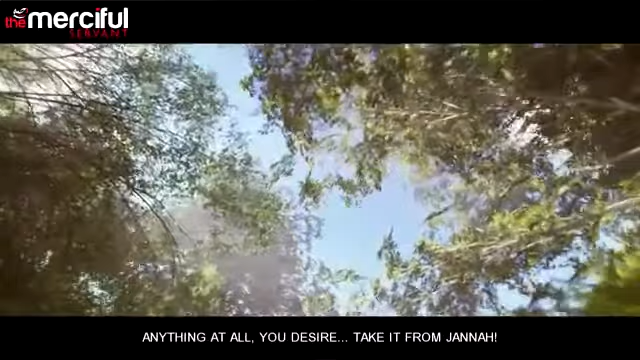 the merciful
SERVANT
ANYTHING AT ALL, YOU DESIRE... TAKE IT FROM JANNAH!